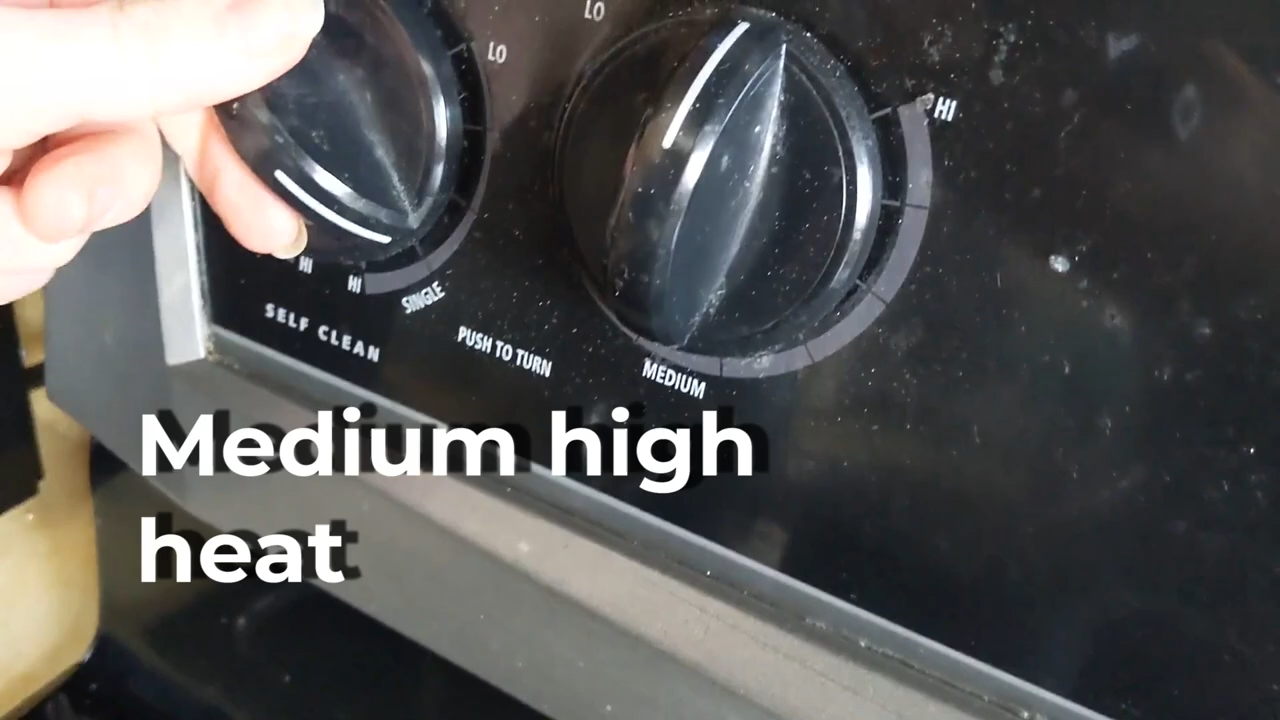 LO
LO
HI
HI
HI
SINGLE
SELF CLEAN
PUSH TO TURN
MEDIUM
Medium high
heat